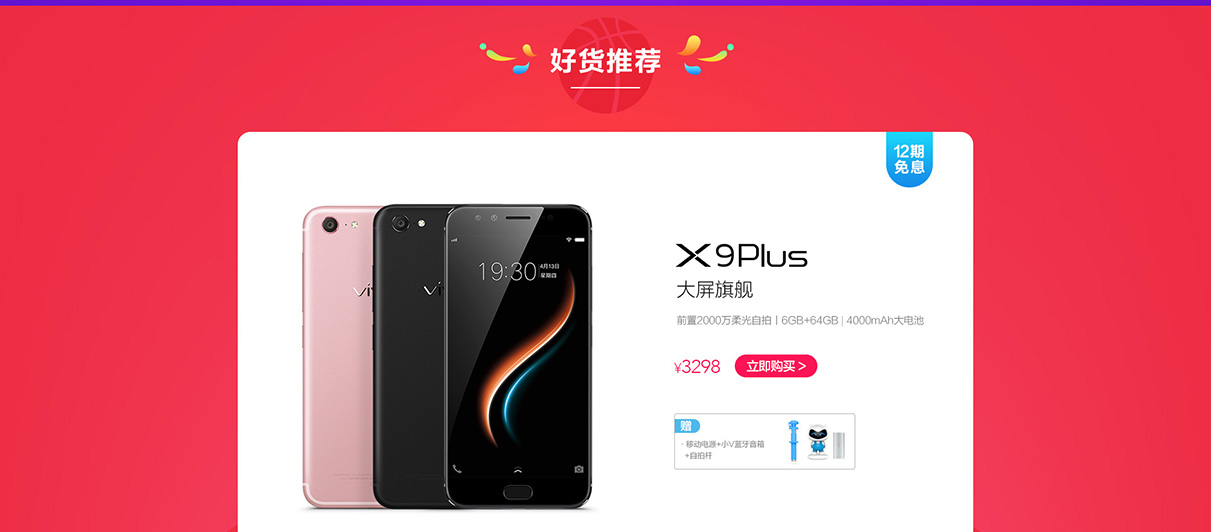 好货推荐
12期
免息
vi
vi
19:30
4月13日
星期四
X9Plus
大屏旗舰
前置2000万柔光自拍 | 6GB+64GB | 4000mAh大电池
¥3298
立即购买 >
赠
· 移动电源+小V蓝牙音箱
+自拍杆